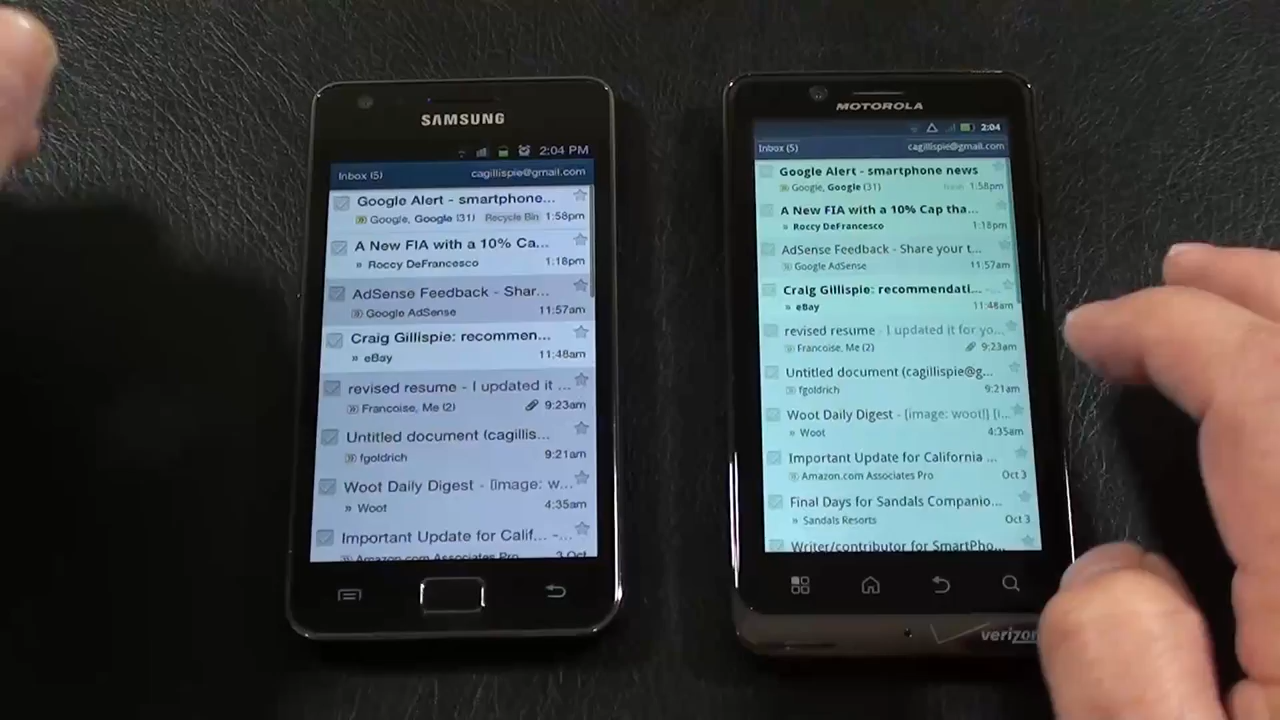 SAMSUNG
2:04 PM
Inbox (5) cagillispie@gmail.com
Google Alert - smartphone...
Google, Google (31) Recycle Bin 1:58pm
A New FIA with a 10% Ca...
» Roccy DeFrancesco 1:18pm
AdSense Feedback - Shar...
Google AdSense 11:57am
Craig Gillispie: recommen...
» eBay 11:48am
revised resume - I updated it ...
Francoise, Me (2) 9:23am
Untitled document (cagillis...
fgoldrich 9:21am
Woot Daily Digest - [image: w...
» Woot 4:35am
Important Update for Calif... -...
Amazon.com Associates Pro 3 Oct
MOTOROLA
2:04
Inbox (5) cagillispie@gmail.com
Google Alert - smartphone news
Google, Google (31) 1:58pm
A New FIA with a 10% Cap tha...
» Roccy DeFrancesco 1:18pm
AdSense Feedback - Share your t...
Google AdSense 11:57am
Craig Gillispie: recommendati...
» eBay 11:48am
revised resume - I updated it for yo...
Francoise, Me (2) 9:23am
Untitled document (cagillispie@g...
fgoldrich 9:21am
Woot Daily Digest - [image: woot!] [i...
» Woot 4:35am
Important Update for California ...
Amazon.com Associates Pro Oct 3
Final Days for Sandals Companio...
» Sandals Resorts Oct 3
Writer/contributor for SmartPho...
verizon